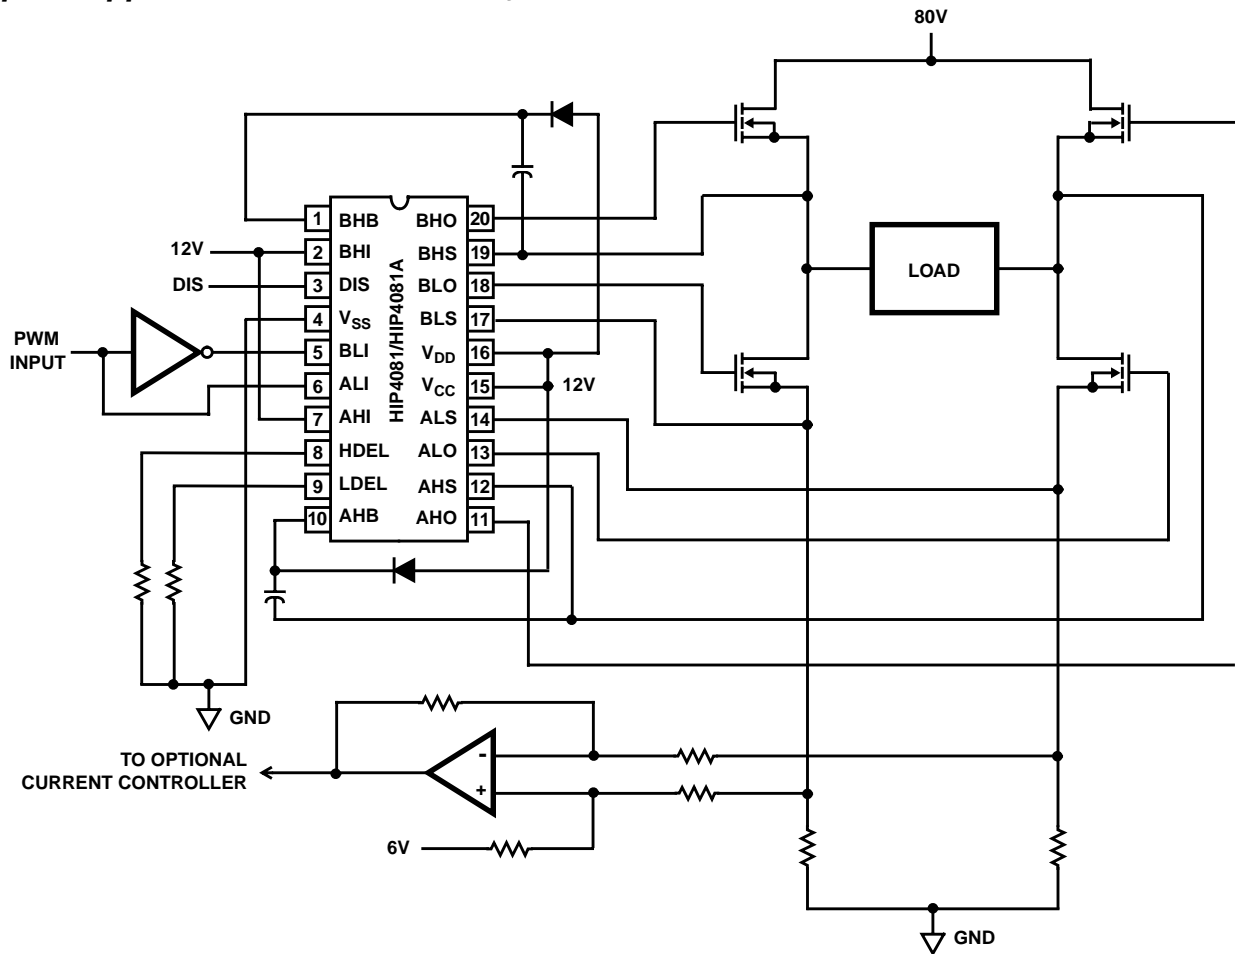 80V
HIP4081/HIP4081A
1 BHB BHO 20
12V 2 BHI BHS 19
DIS 3 DIS BLO 18
4 VSS BLS 17
PWM INPUT
5 BLI VDD 16
6 ALI VCC 15 12V
7 AHI ALS 14
8 HDEL ALO 13
9 LDEL AHS 12
10 AHB AHO 11
LOAD
GND
TO OPTIONAL
CURRENT CONTROLLER
-
+
6V
GND